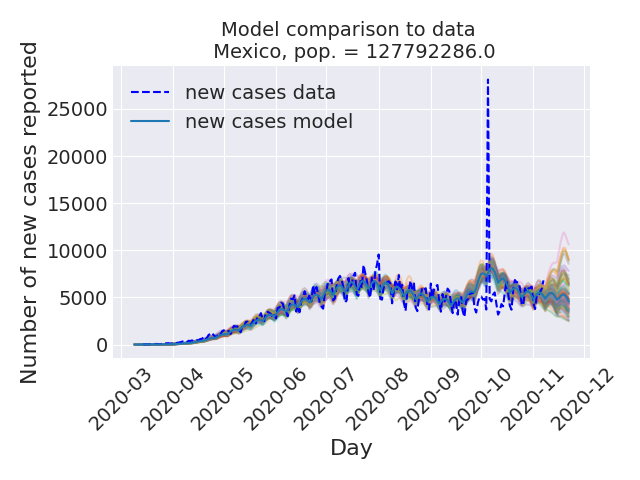 Model comparison to data
Mexico, pop. = 127792286.0
Number of new cases reported
25000
20000
15000
10000
5000
0
new cases data
new cases model
2020-03
2020-04
2020-05
2020-06
2020-07
2020-08
2020-09
2020-10
2020-11
2020-12
Day